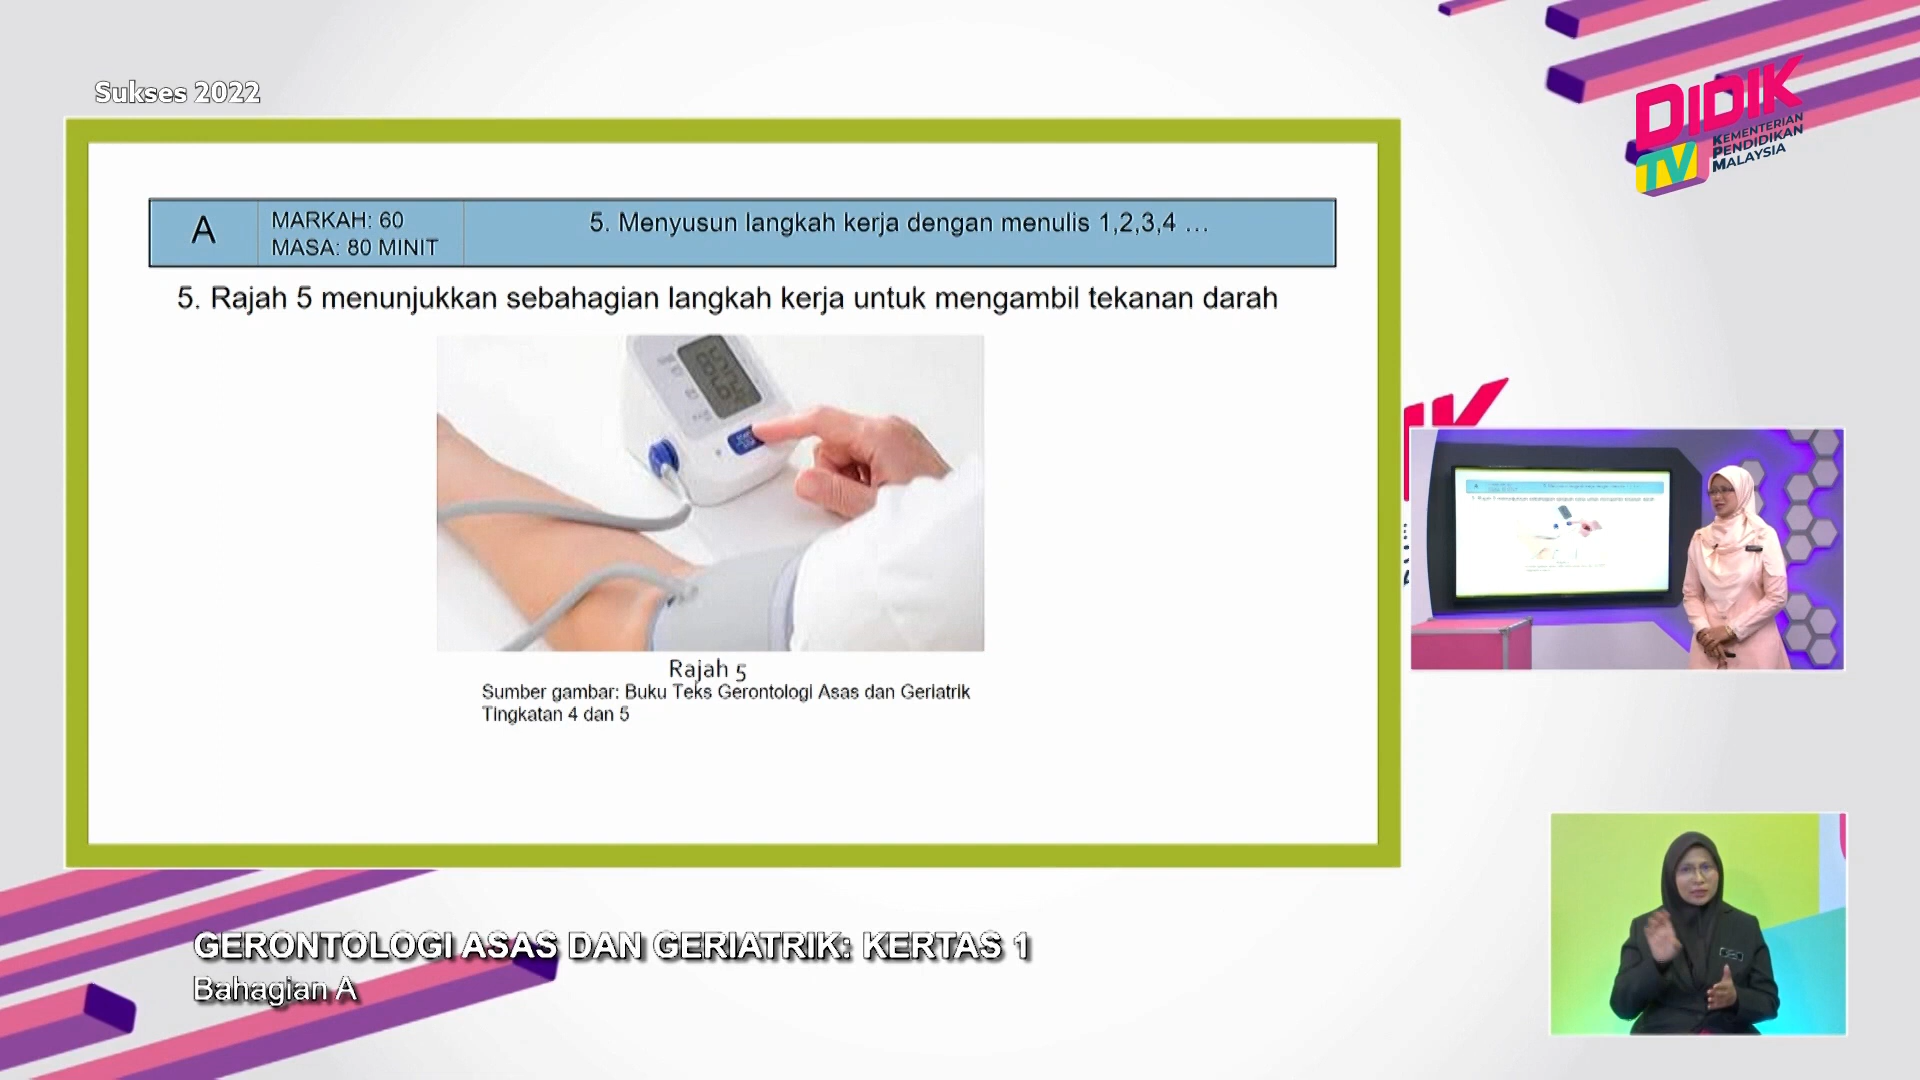 Sukses 2022
DIDIK
TV
KEMENTERIAN
PENDIDIKAN
MALAYSIA
A
MARKAH: 60
MASA: 80 MINIT
5. Menyusun langkah kerja dengan menulis 1,2,3,4 ...
5. Rajah 5 menunjukkan sebahagian langkah kerja untuk mengambil tekanan darah
Rajah 5
Sumber gambar: Buku Teks Gerontologi Asas dan Geriatrik
Tingkatan 4 dan 5
GERONTOLOGI ASAS DAN GERIATRIK: KERTAS 1
Bahagian A